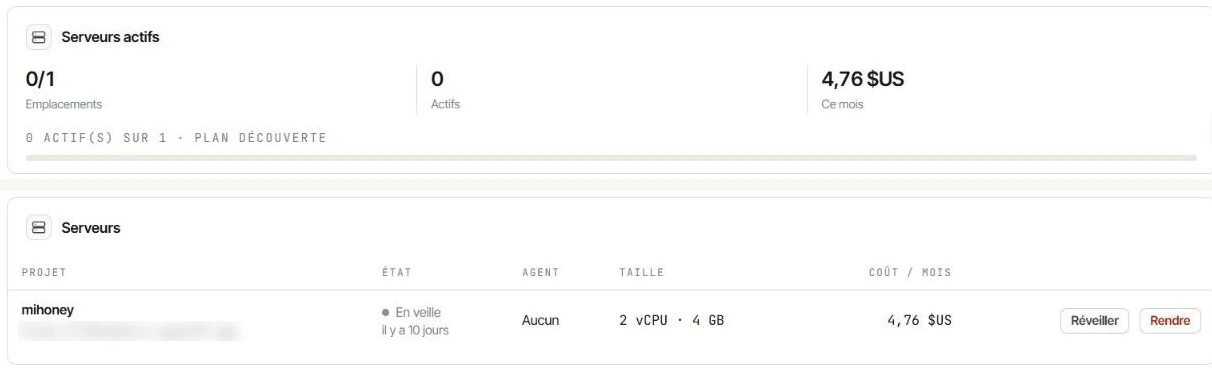 Serveurs actifs
0/1
Emplacements
0
Actifs
4,76 $US
Ce mois
0 ACTIF(S) SUR 1 · PLAN DÉCOUVERTE
Serveurs
PROJET ÉTAT AGENT TAILLE COÛT / MOIS
mihoney
En veille
il y a 10 jours
Aucun
2 vCPU · 4 GB
4,76 $US
Réveiller
Rendre